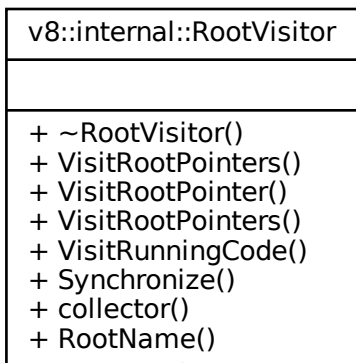 v8::internal::RootVisitor
+ ~RootVisitor()
+ VisitRootPointers()
+ VisitRootPointer()
+ VisitRootPointers()
+ VisitRunningCode()
+ Synchronize()
+ collector()
+ RootName()